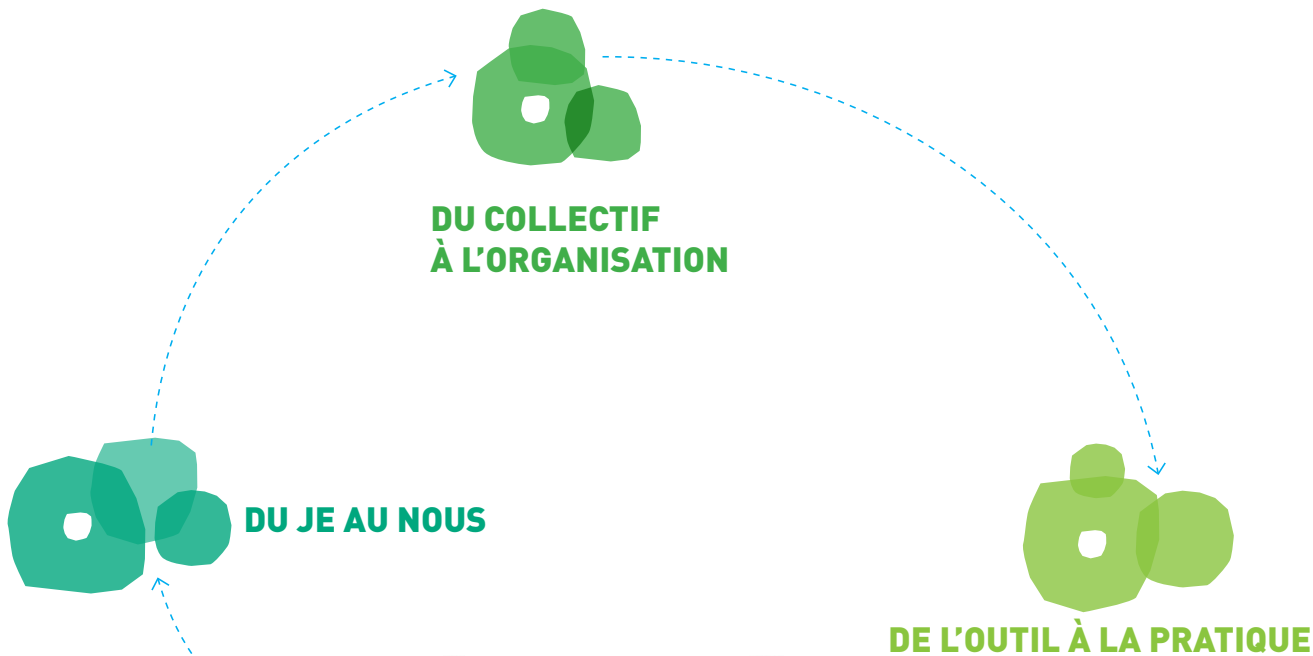 DU COLLECTIF
À L’ORGANISATION
DU JE AU NOUS
DE L’OUTIL À LA PRATIQUE